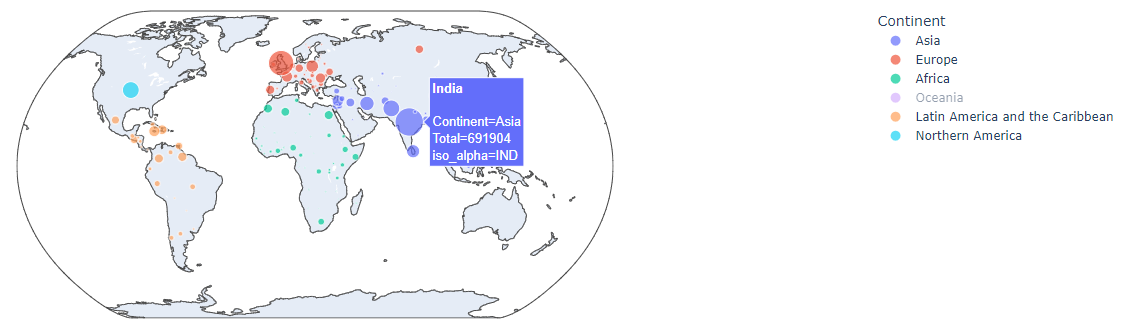 Continent
Asia
Europe
Africa
Oceania
Latin America and the Caribbean
Northern America
India
Continent=Asia
Total=691904
iso_alpha=IND